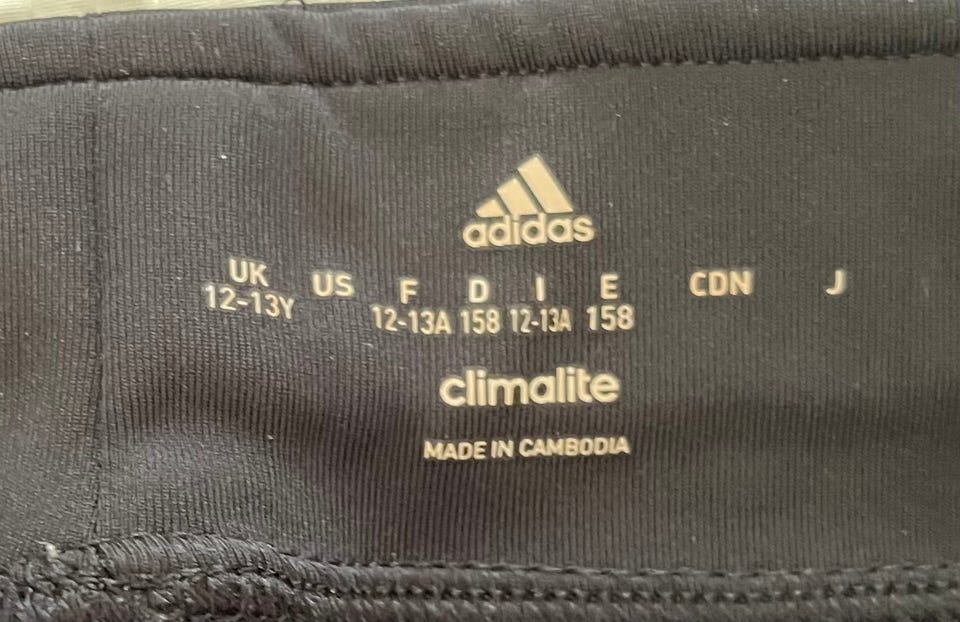 adidas
UK US F D I E CDN J
12-13Y 12-13A 158 12-13A 158
climalite
MADE IN CAMBODIA